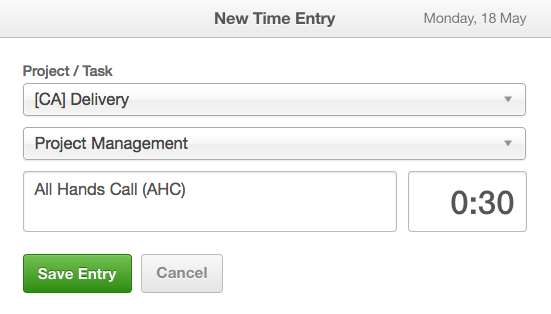 New Time Entry
Monday, 18 May
Project / Task
[CA] Delivery
Project Management
All Hands Call (AHC)
0:30
Save Entry
Cancel